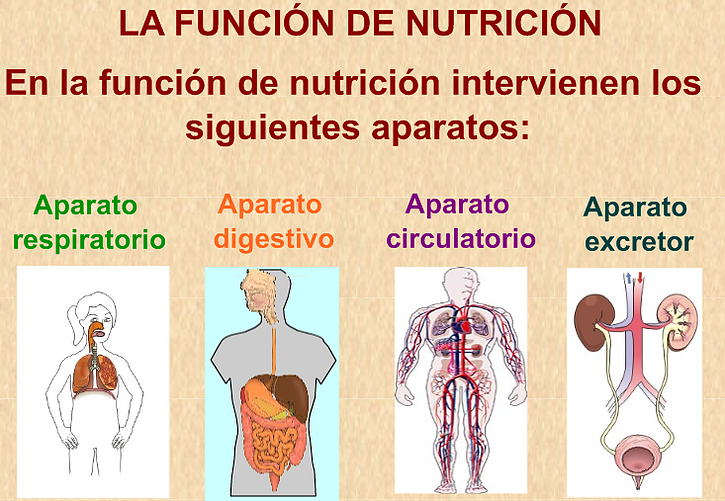 LA FUNCIÓN DE NUTRICIÓN
En la función de nutrición intervienen los
siguientes aparatos:
Aparato
respiratorio
Aparato
digestivo
Aparato
circulatorio
Aparato
excretor